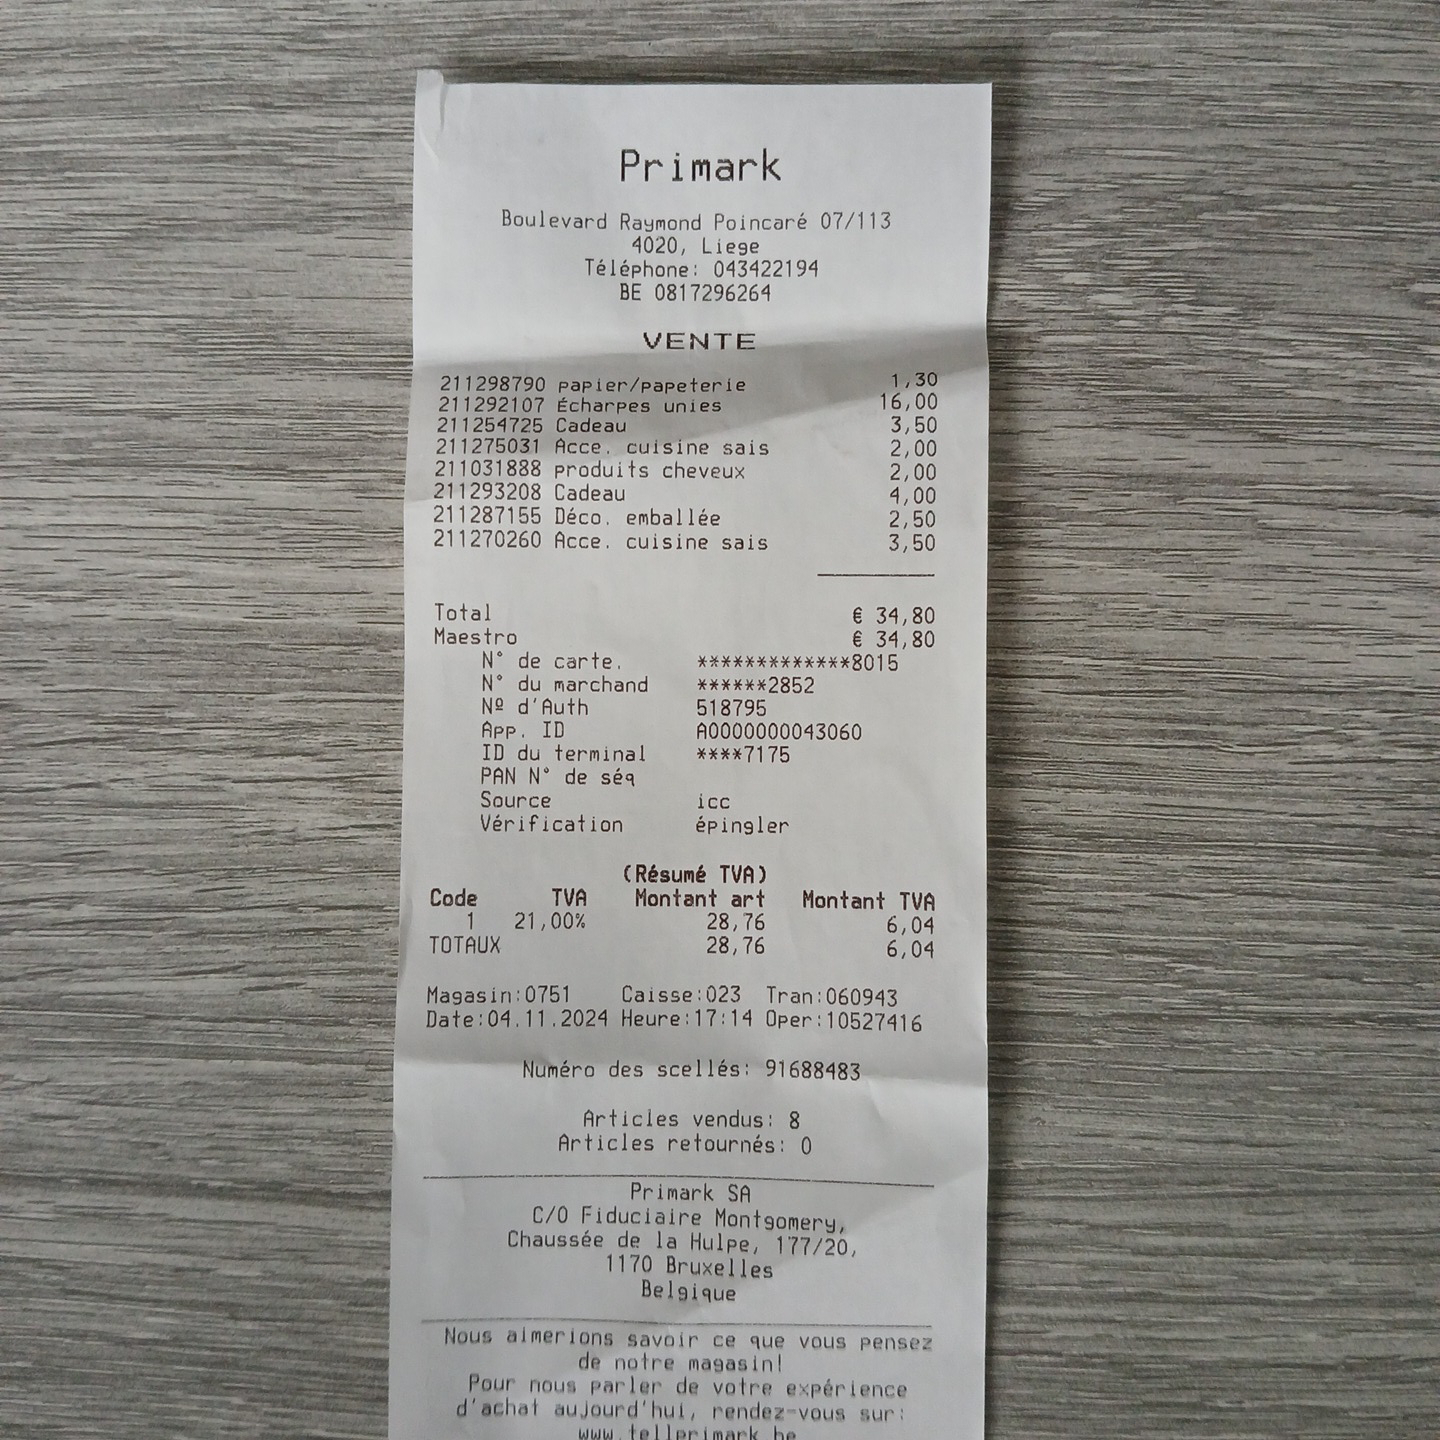 Primark
Boulevard Raymond Poincaré 07/113
4020, Liege
Téléphone: 043422194
BE 0817296264
VENTE
211298790 papier/papeterie 1,30
211292107 Écharpes unies 16,00
211254725 Cadeau 3,50
211275031 Acce. cuisine sais 2,00
211031888 produits cheveux 2,00
211293208 Cadeau 4,00
211287155 Déco. emballée 2,50
211270260 Acce. cuisine sais 3,50
Total € 34,80
Maestro € 34,80
N° de carte. *************8015
N° du marchand ******2852
Nº d'Auth 518795
App. ID A0000000043060
ID du terminal ****7175
PAN N° de séq
Source icc
Vérification épingler
(Résumé TVA)
Code TVA Montant art Montant TVA
1 21,00% 28,76 6,04
TOTAUX 28,76 6,04
Magasin:0751 Caisse:023 Tran:060943
Date:04.11.2024 Heure:17:14 Oper:10527416
Numéro des scellés: 91688483
Articles vendus: 8
Articles retournés: 0
Primark SA
C/O Fiduciaire Montgomery,
Chaussée de la Hulpe, 177/20,
1170 Bruxelles
Belgique
Nous aimerions savoir ce que vous pensez
de notre magasin!
Pour nous parler de votre expérience
d'achat aujourd'hui, rendez-vous sur:
www.tellprimark.be